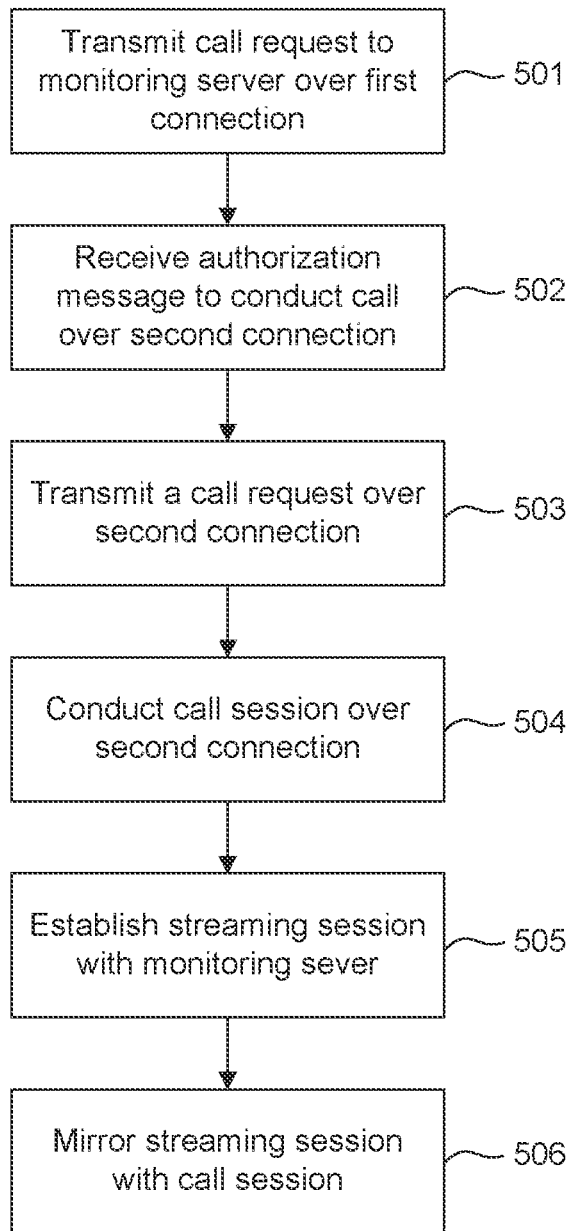 Transmit call request to
monitoring server over first
connection
501
Receive authorization
message to conduct call
over second connection
502
Transmit a call request over
second connection
503
Conduct call session over
second connection
504
Establish streaming session
with monitoring sever
505
Mirror streaming session
with call session
506